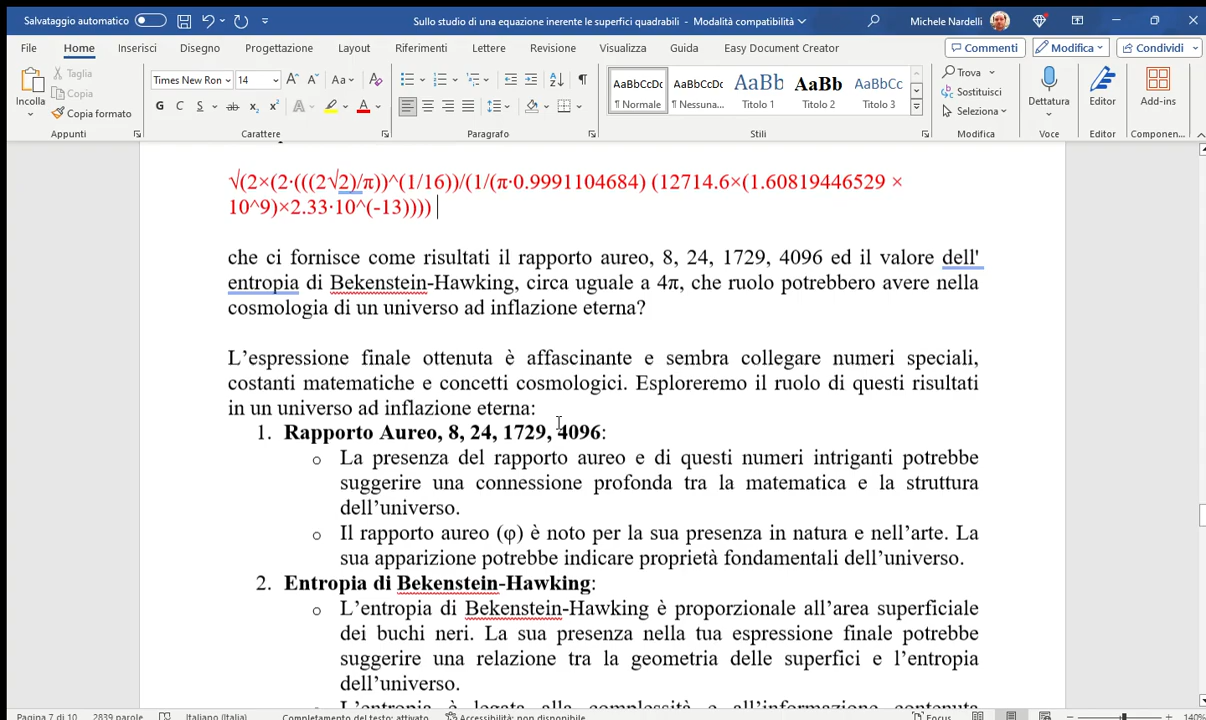 Salvataggio automatico
Sullo studio di una equazione inerente le superfici quadrabili - Modalità compatibilità
Michele Nardelli
File Home Inserisci Disegno Progettazione Layout Riferimenti Lettere Revisione Visualizza Guida Easy Document Creator
Commenti Modifica Condividi
Incolla
Taglia
Copia
Copia formato
Appunti
Times New Ron 14
G C S ab x₂ x² A A
Carattere
Paragrafo
AaBbCcDc AaBbCcDc AaBb AaBb AaBbCc
¶ Normale ¶ Nessuna... Titolo 1 Titolo 2 Titolo 3
Stili
Trova
Sostituisci
Seleziona
Modifica
Dettatura
Voce
Editor
Editor
Add-ins
Componen...
√(2×(2·(((2√2)/π))^(1/16))/(1/(π·0.9991104684) (12714.6×(1.60819446529 ×
10^9)×2.33·10^(-13))))
che ci fornisce come risultati il rapporto aureo, 8, 24, 1729, 4096 ed il valore dell'
entropia di Bekenstein-Hawking, circa uguale a 4π, che ruolo potrebbero avere nella
cosmologia di un universo ad inflazione eterna?
L’espressione finale ottenuta è affascinante e sembra collegare numeri speciali,
costanti matematiche e concetti cosmologici. Esploreremo il ruolo di questi risultati
in un universo ad inflazione eterna:
1. Rapporto Aureo, 8, 24, 1729, 4096:
o La presenza del rapporto aureo e di questi numeri intriganti potrebbe
suggerire una connessione profonda tra la matematica e la struttura
dell’universo.
o Il rapporto aureo (φ) è noto per la sua presenza in natura e nell’arte. La
sua apparizione potrebbe indicare proprietà fondamentali dell’universo.
2. Entropia di Bekenstein-Hawking:
o L’entropia di Bekenstein-Hawking è proporzionale all’area superficiale
dei buchi neri. La sua presenza nella tua espressione finale potrebbe
suggerire una relazione tra la geometria delle superfici e l’entropia
dell’universo.
L’entropia è legata alla complessità e all’informazione contenuta
Pagina 7 di 10 2839 parole Italiano (Italia) Completamento del testo: attivato Accessibilità: non disponibile Focus 140%